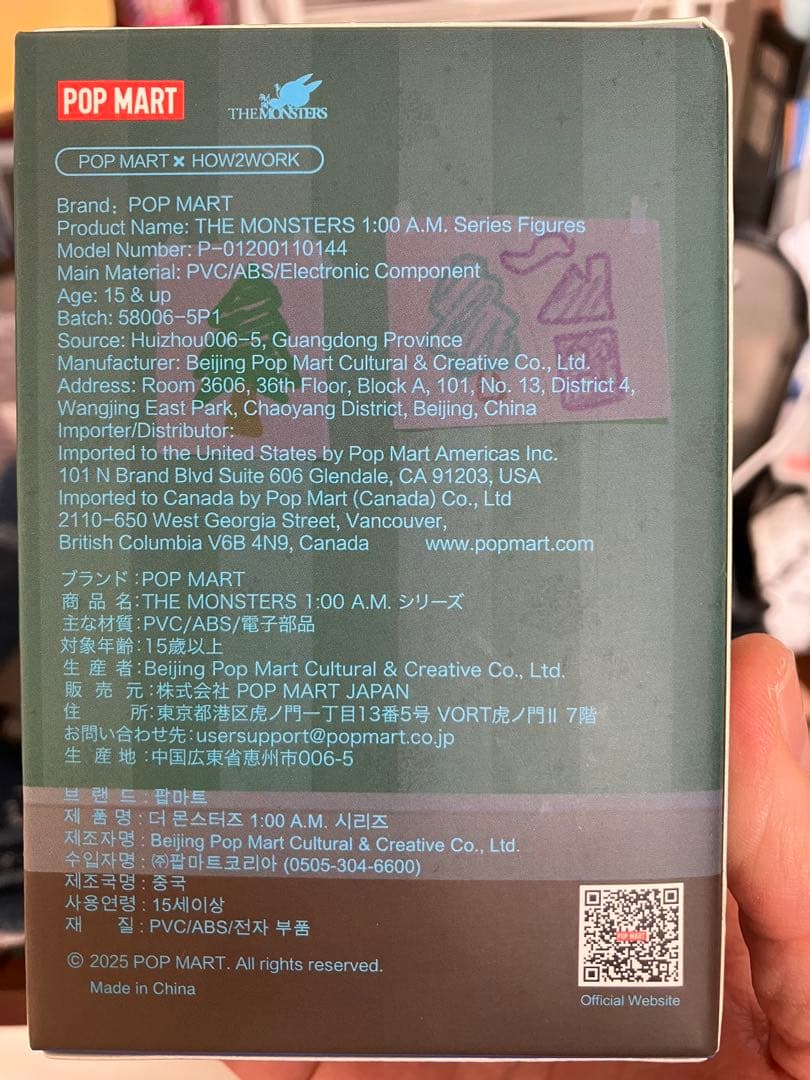 POP MART
THE MONSTERS
POP MART × HOW2WORK
Brand: POP MART
Product Name: THE MONSTERS 1:00 A.M. Series Figures
Model Number: P-01200110144
Main Material: PVC/ABS/Electronic Component
Age: 15 & up
Batch: 58006-5P1
Source: Huizhou006-5, Guangdong Province
Manufacturer: Beijing Pop Mart Cultural & Creative Co., Ltd.
Address: Room 3606, 36th Floor, Block A, 101, No. 13, District 4,
Wangjing East Park, Chaoyang District, Beijing, China
Importer/Distributor:
Imported to the United States by Pop Mart Americas Inc.
101 N Brand Blvd Suite 606 Glendale, CA 91203, USA
Imported to Canada by Pop Mart (Canada) Co., Ltd
2110-650 West Georgia Street, Vancouver,
British Columbia V6B 4N9, Canada www.popmart.com
ブランド:POP MART
商品名:THE MONSTERS 1:00 A.M. シリーズ
主な材質:PVC/ABS/電子部品
対象年齢:15歳以上
生産者:Beijing Pop Mart Cultural & Creative Co., Ltd.
販売元:株式会社 POP MART JAPAN
住所:東京都港区虎ノ門一丁目13番5号 VORT虎ノ門II 7階
お問い合わせ先:usersupport@popmart.co.jp
生産地:中国広東省恵州市006-5
브랜드:팝마트
제품명:더 몬스터즈 1:00 A.M. 시리즈
제조자명:Beijing Pop Mart Cultural & Creative Co., Ltd.
수입자명:㈜팝마트코리아 (0505-304-6600)
제조국명:중국
사용연령:15세이상
재질:PVC/ABS/전자 부품
© 2025 POP MART. All rights reserved.
Made in China
POP MART
Official Website